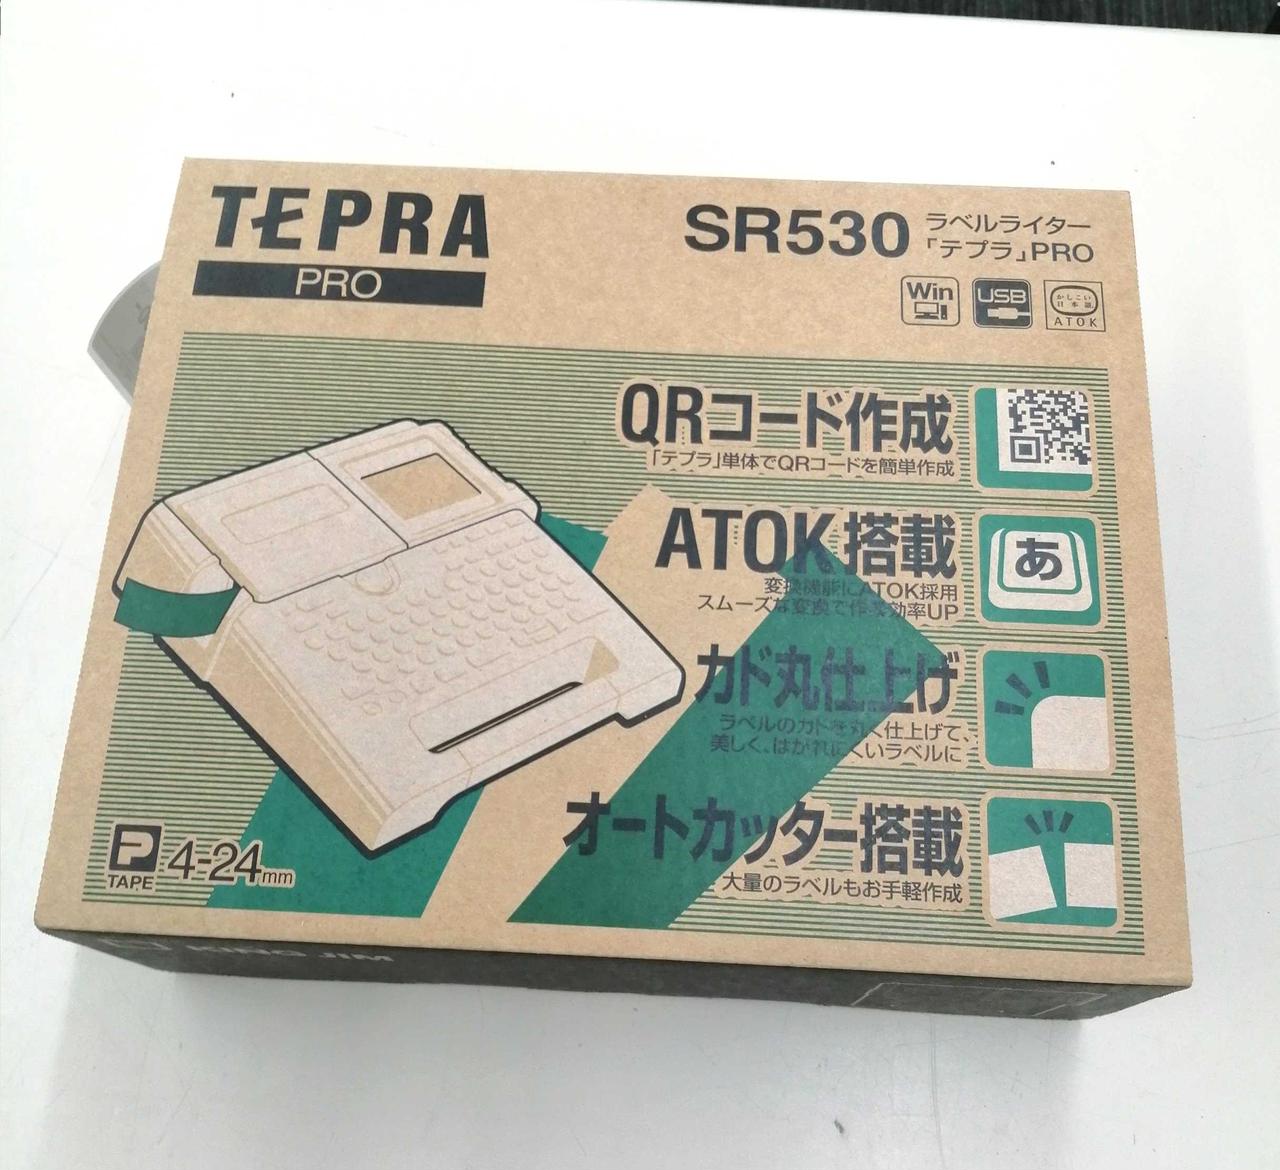 TEPRA
PRO
SR530
ラベルライター
「テプラ」PRO
Win
USB
かしこい
日本語
ATOK
QRコード作成
「テプラ」単体でQRコードを簡単作成
ATOK搭載
変換機能にATOK採用
スムーズな変換で作業効率UP
あ
カド丸仕上げ
ラベルのカドを丸く仕上げて、
美しく、はがれにくいラベルに
オートカッター搭載
大量のラベルもお手軽作成
P
TAPE
4-24mm
KING JIM